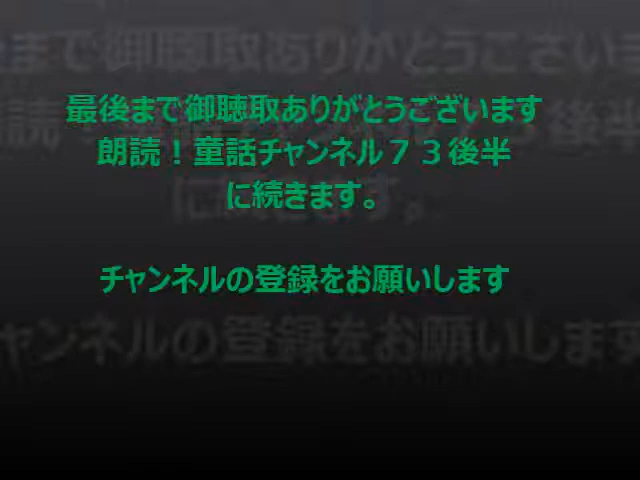 最後まで御聴取ありがとうございます
朗読！童話チャンネル７３後半
に続きます。
チャンネルの登録をお願いします